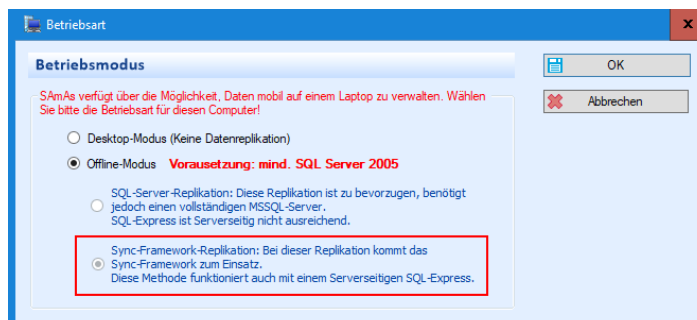 Betriebsart
x
Betriebsmodus
OK
SAmAs verfügt über die Möglichkeit, Daten mobil auf einem Laptop zu verwalten. Wählen
Sie bitte die Betriebsart für diesen Computer!
Abbrechen
Desktop-Modus (Keine Datenreplikation)
Offline-Modus Vorausetzung: mind. SQL Server 2005
SQL-Server-Replikation: Diese Replikation ist zu bevorzugen, benötigt
jedoch einen vollständigen MSSQL-Server.
SQL-Express ist Serverseitig nicht ausreichend.
Sync-Framework-Replikation: Bei dieser Replikation kommt das
Sync-Framework zum Einsatz.
Diese Methode funktioniert auch mit einem Serverseitigen SQL-Express.